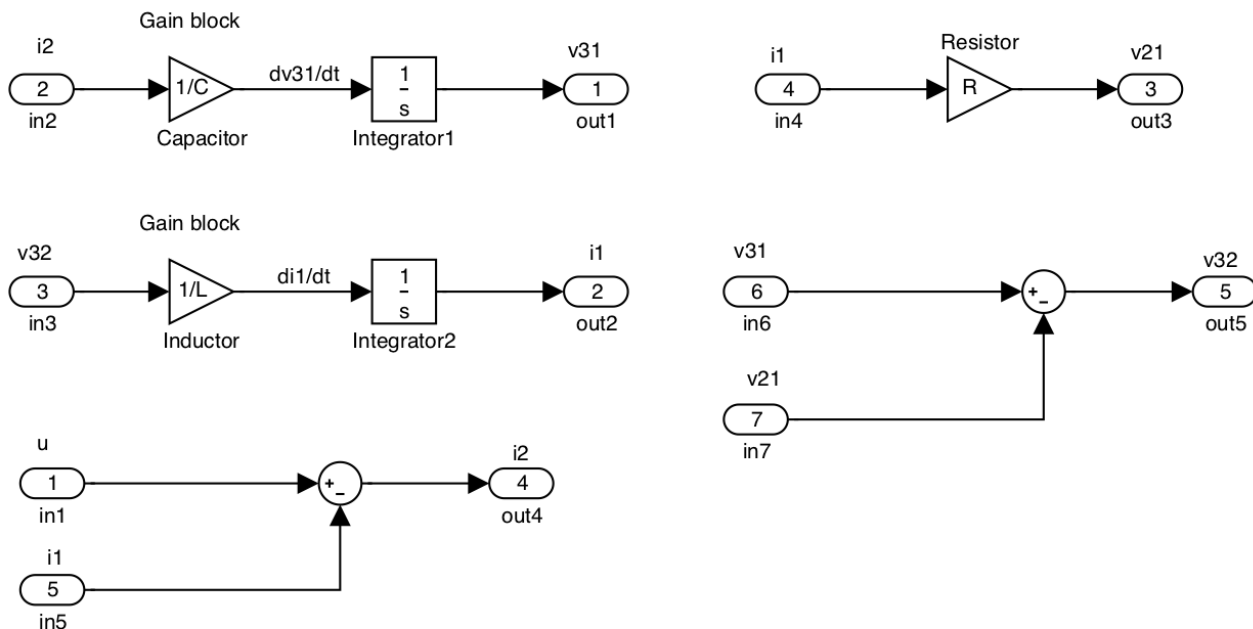 Gain block
i2
2
in2
1/C
Capacitor
dv31/dt
1
s
Integrator1
v31
1
out1
i1
4
in4
Resistor
R
v21
3
out3
Gain block
v32
3
in3
1/L
Inductor
di1/dt
1
s
Integrator2
i1
2
out2
v31
6
in6
+
−
v32
5
out5
v21
7
in7
u
1
in1
+
−
i2
4
out4
i1
5
in5